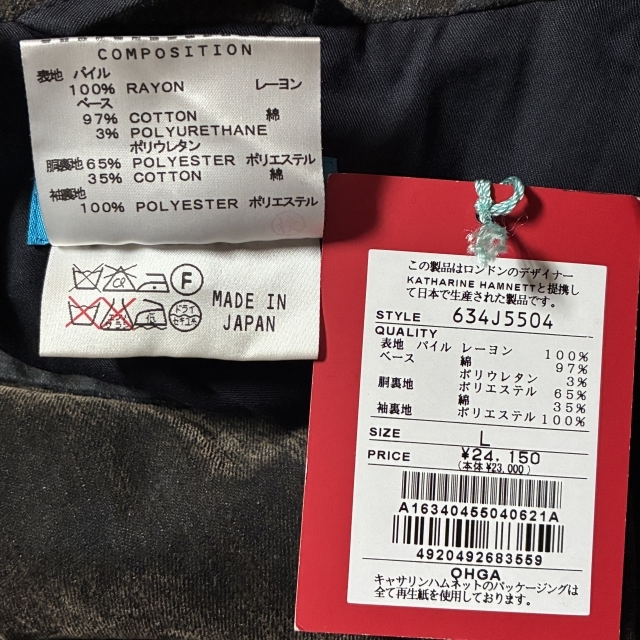 COMPOSITION
表地 パイル
100% RAYON レーヨン
ベース
97% COTTON 綿
3% POLYURETHANE
ポリウレタン
胴裏地 65% POLYESTER ポリエステル
35% COTTON 綿
袖裏地
100% POLYESTER ポリエステル
F
ドライ
セキユ系
MADE IN
JAPAN
この製品はロンドンのデザイナー
KATHARINE HAMNETTと提携し
て日本で生産された製品です。
STYLE 634J5504
QUALITY
表地 パイル レーヨン 100%
ベース 綿 97%
ポリウレタン 3%
胴裏地 ポリエステル 65%
綿 35%
袖裏地 ポリエステル 100%
SIZE L
PRICE ¥24.150
(本体 ¥23,000)
A16340455040621A
4920492683559
OHGA
キャサリンハムネットのパッケージングは
全て再生紙を使用しております。